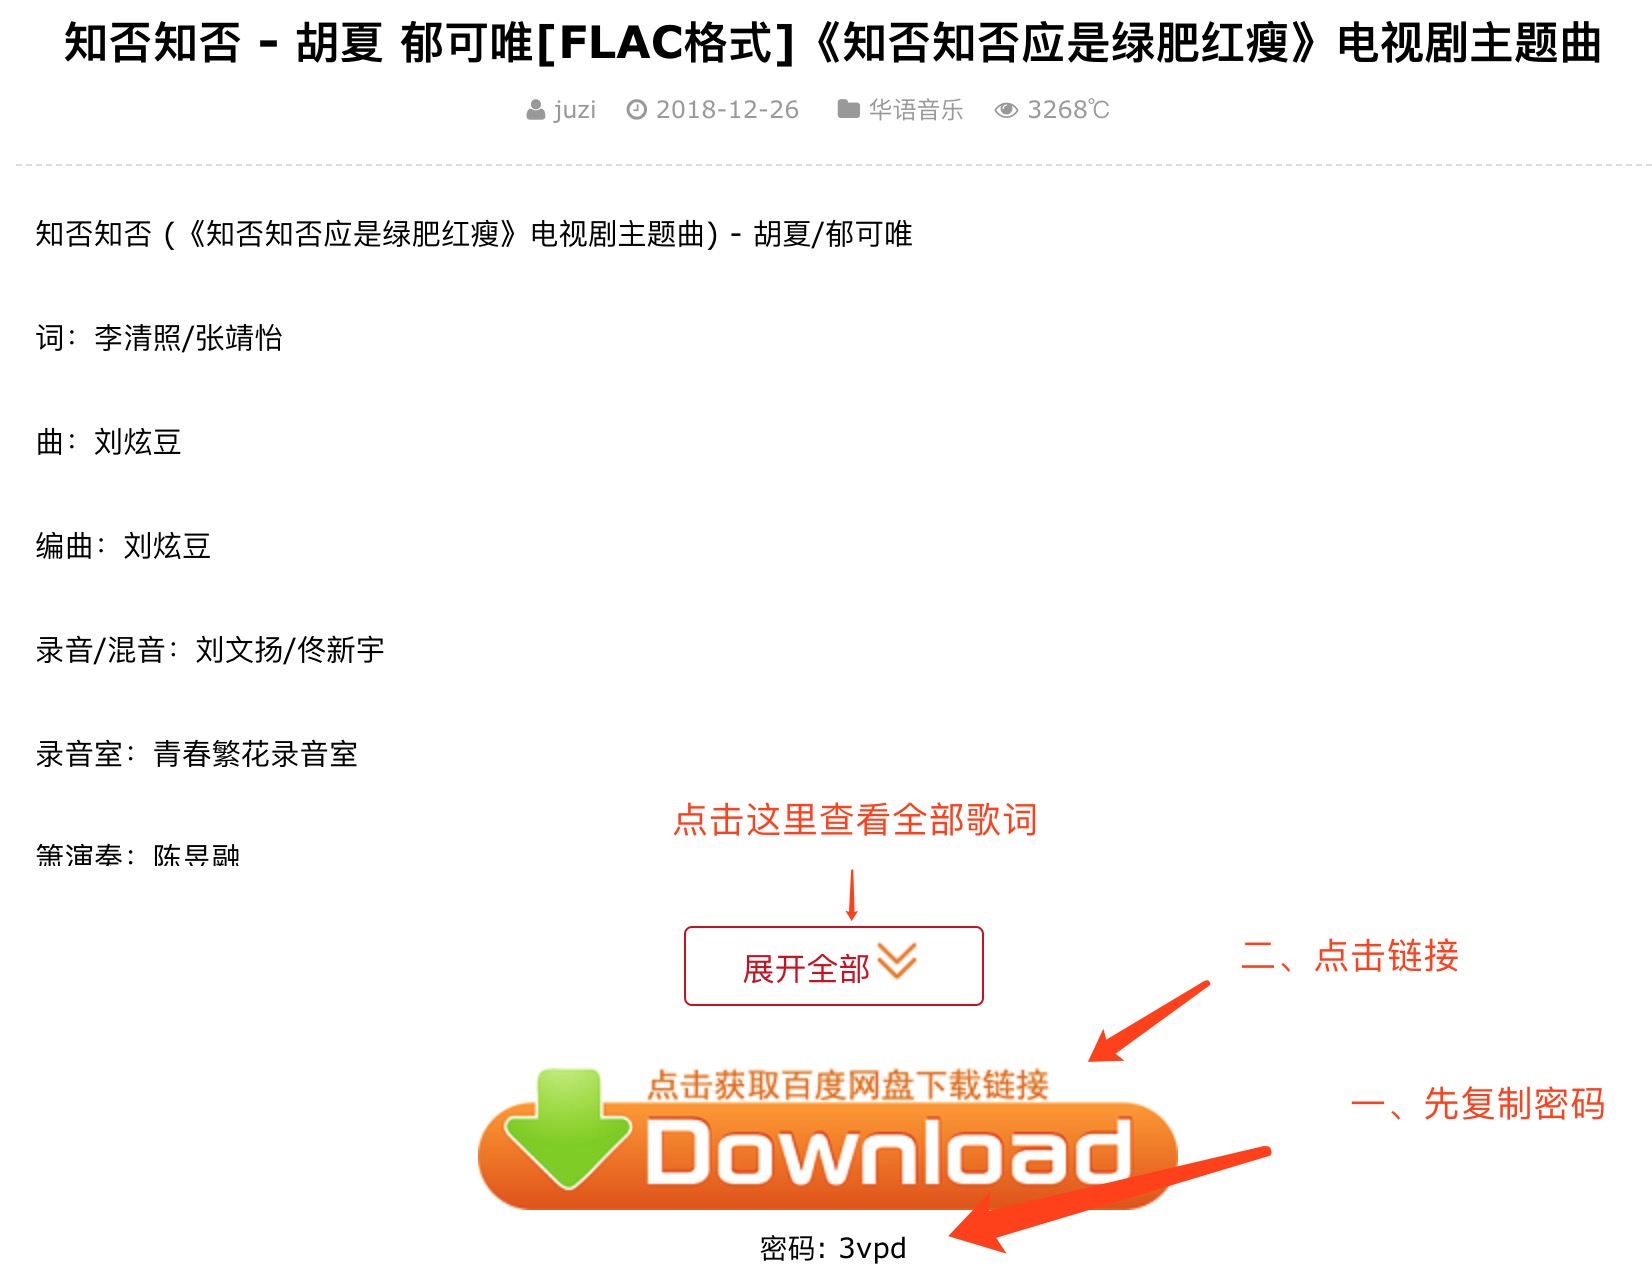 知否知否 – 胡夏 郁可唯[FLAC格式]《知否知否应是绿肥红瘦》电视剧主题曲
juzi 2018-12-26 华语音乐 3268℃
知否知否 (《知否知否应是绿肥红瘦》电视剧主题曲) - 胡夏/郁可唯
词：李清照/张靖怡
曲：刘炫豆
编曲：刘炫豆
录音/混音：刘文扬/佟新宇
录音室：青春繁花录音室
箫演奏：陈昱融
点击这里查看全部歌词
展开全部
二、点击链接
点击获取百度网盘下载链接
Download
一、先复制密码
密码: 3vpd